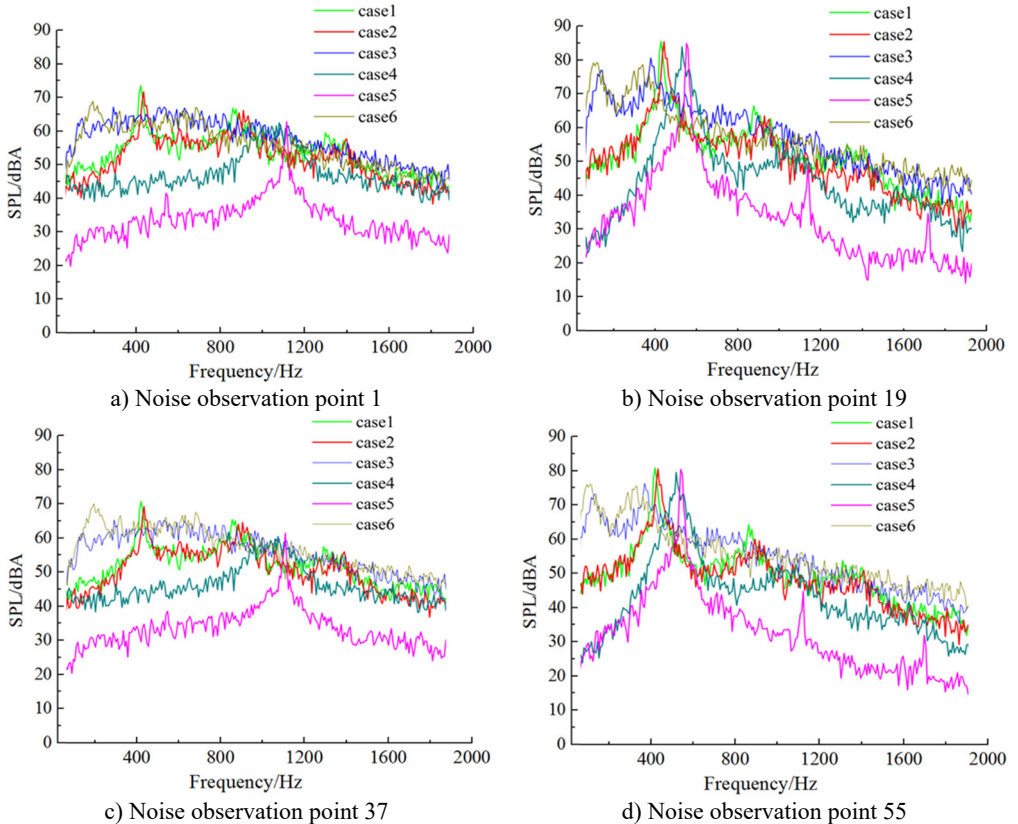 case1
case2
case3
case4
case5
case6
90
80
70
60
50
40
30
20
10
0
SPL/dBA
400
800
1200
1600
2000
Frequency/Hz
a) Noise observation point 1
case1
case2
case3
case4
case5
case6
90
80
70
60
50
40
30
20
10
0
SPL/dBA
400
800
1200
1600
2000
Frequency/Hz
b) Noise observation point 19
case1
case2
case3
case4
case5
case6
90
80
70
60
50
40
30
20
10
0
SPL/dBA
400
800
1200
1600
2000
Frequency/Hz
c) Noise observation point 37
case1
case2
case3
case4
case5
case6
90
80
70
60
50
40
30
20
10
0
SPL/dBA
400
800
1200
1600
2000
Frequency/Hz
d) Noise observation point 55